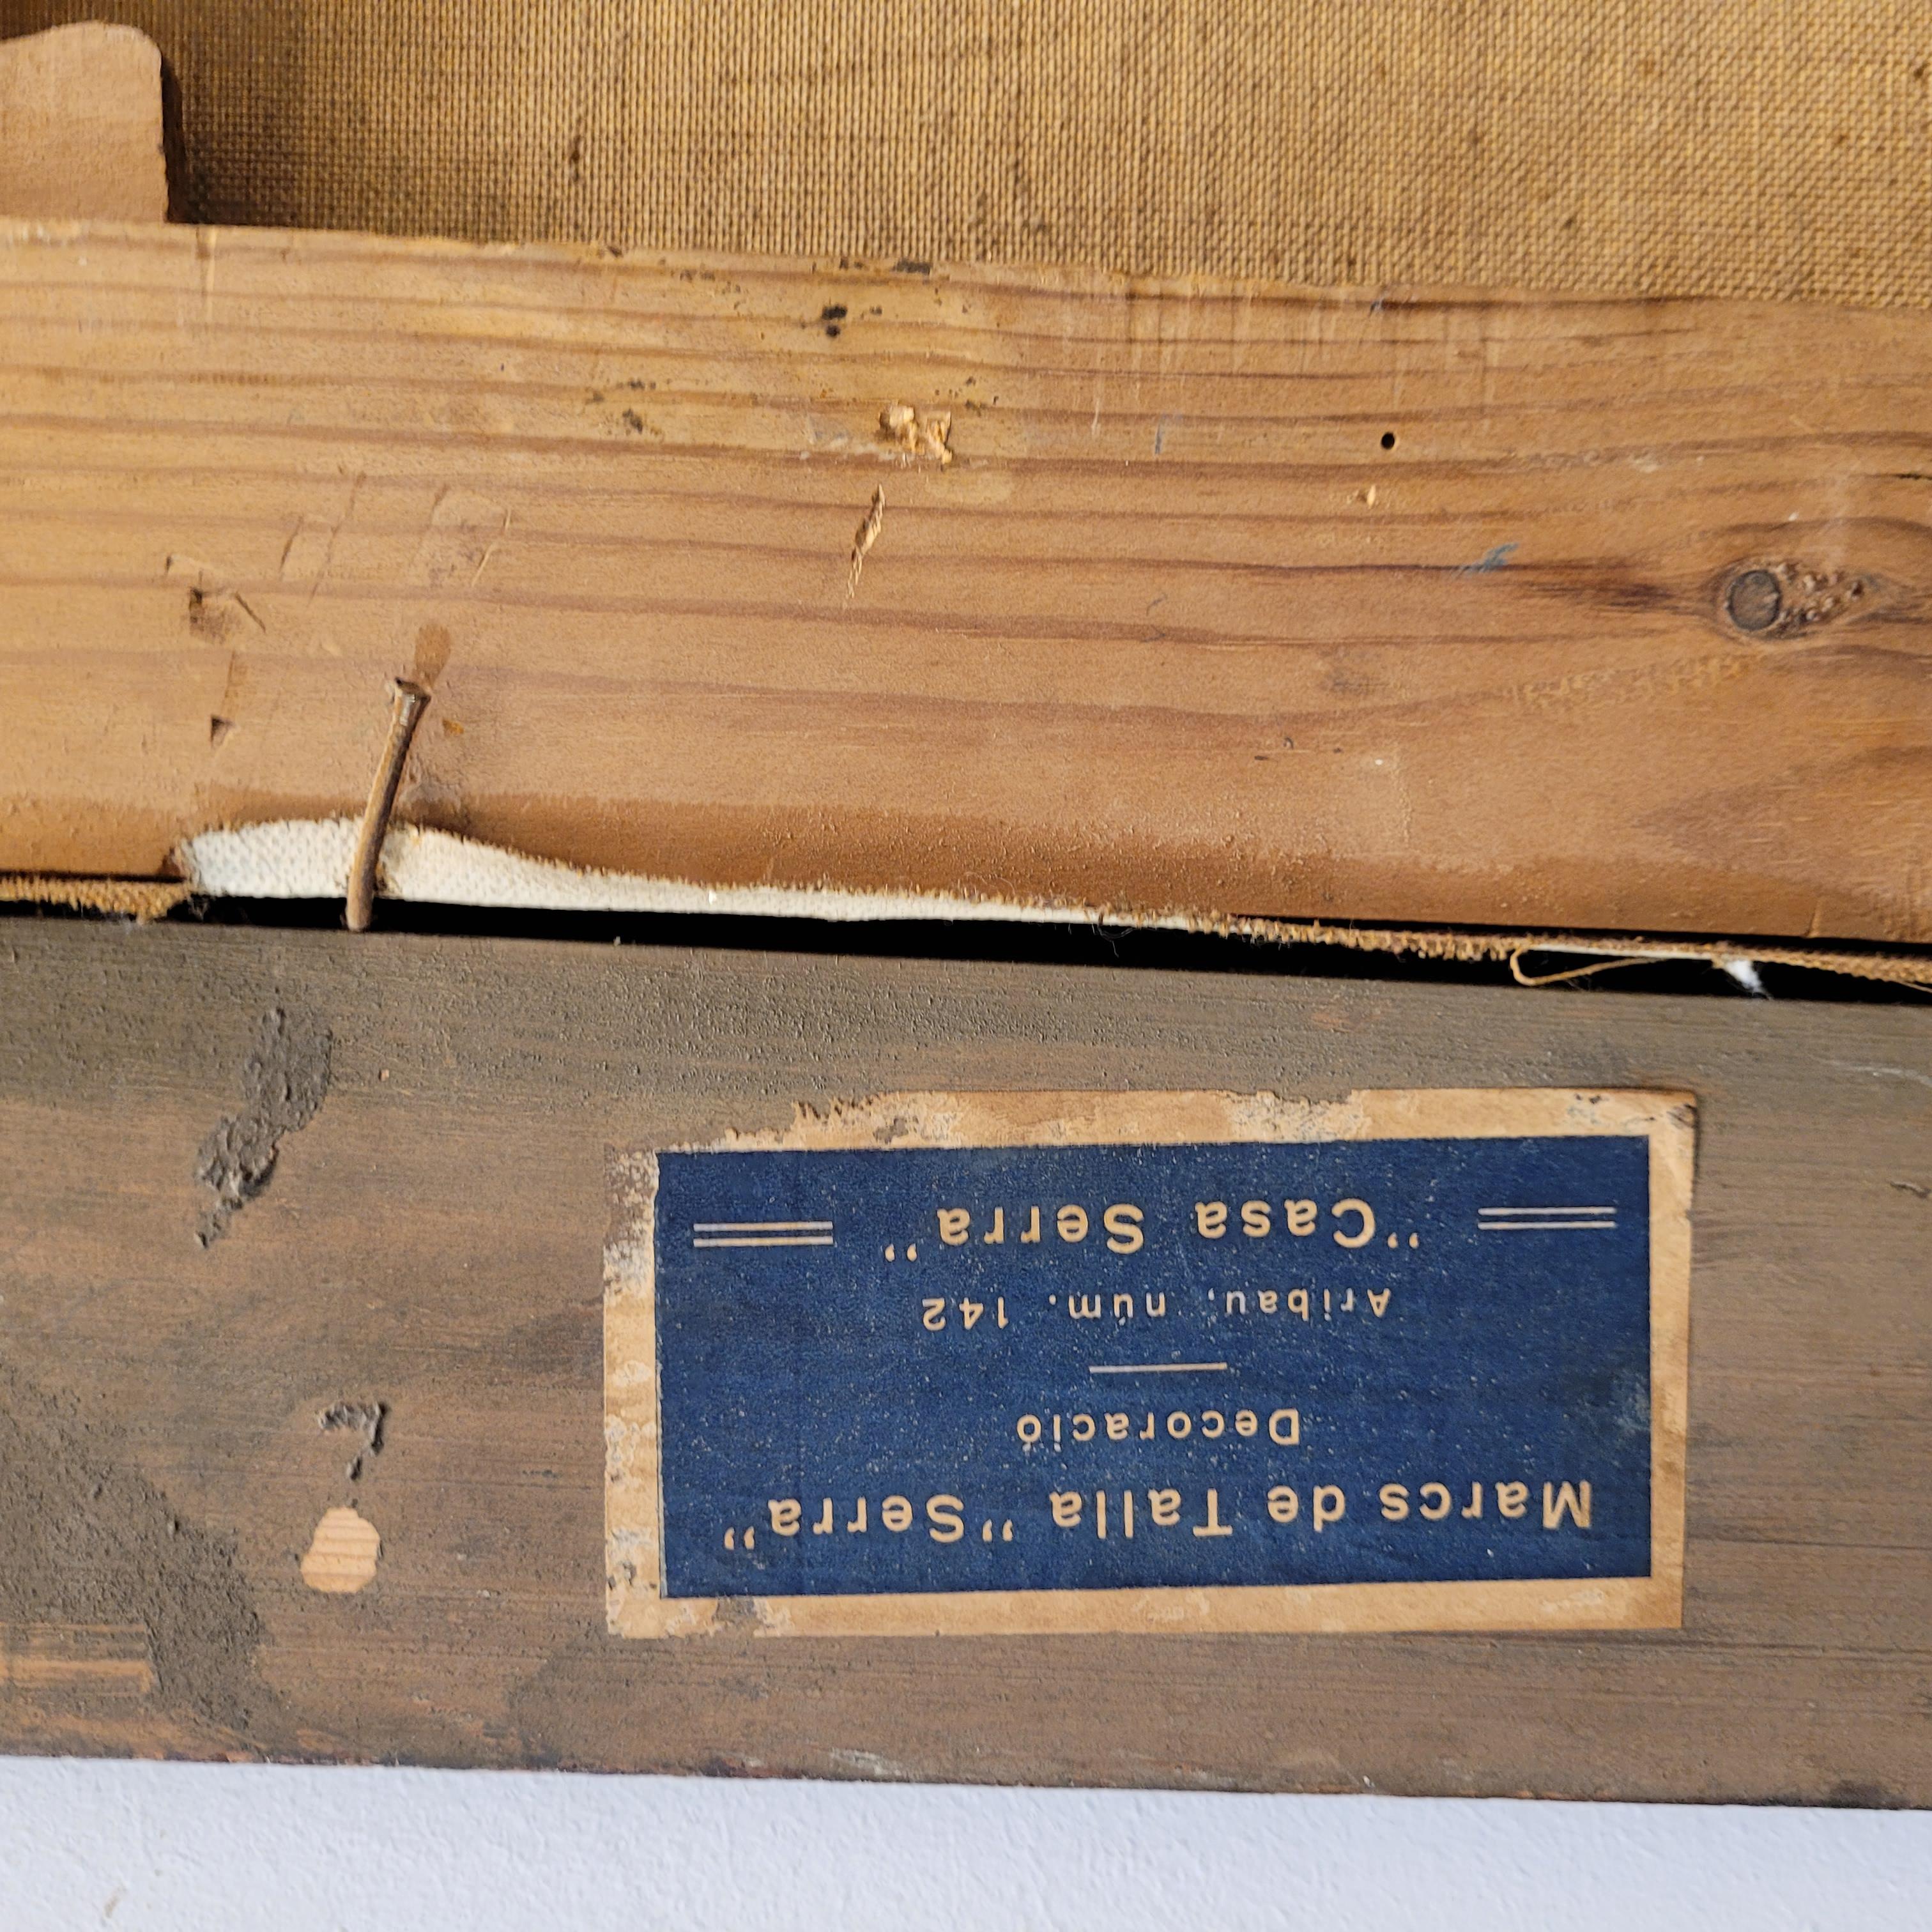 Marcs de Talla "Serra"
Decoració
Aribau, núm. 142
"Casa Serra"